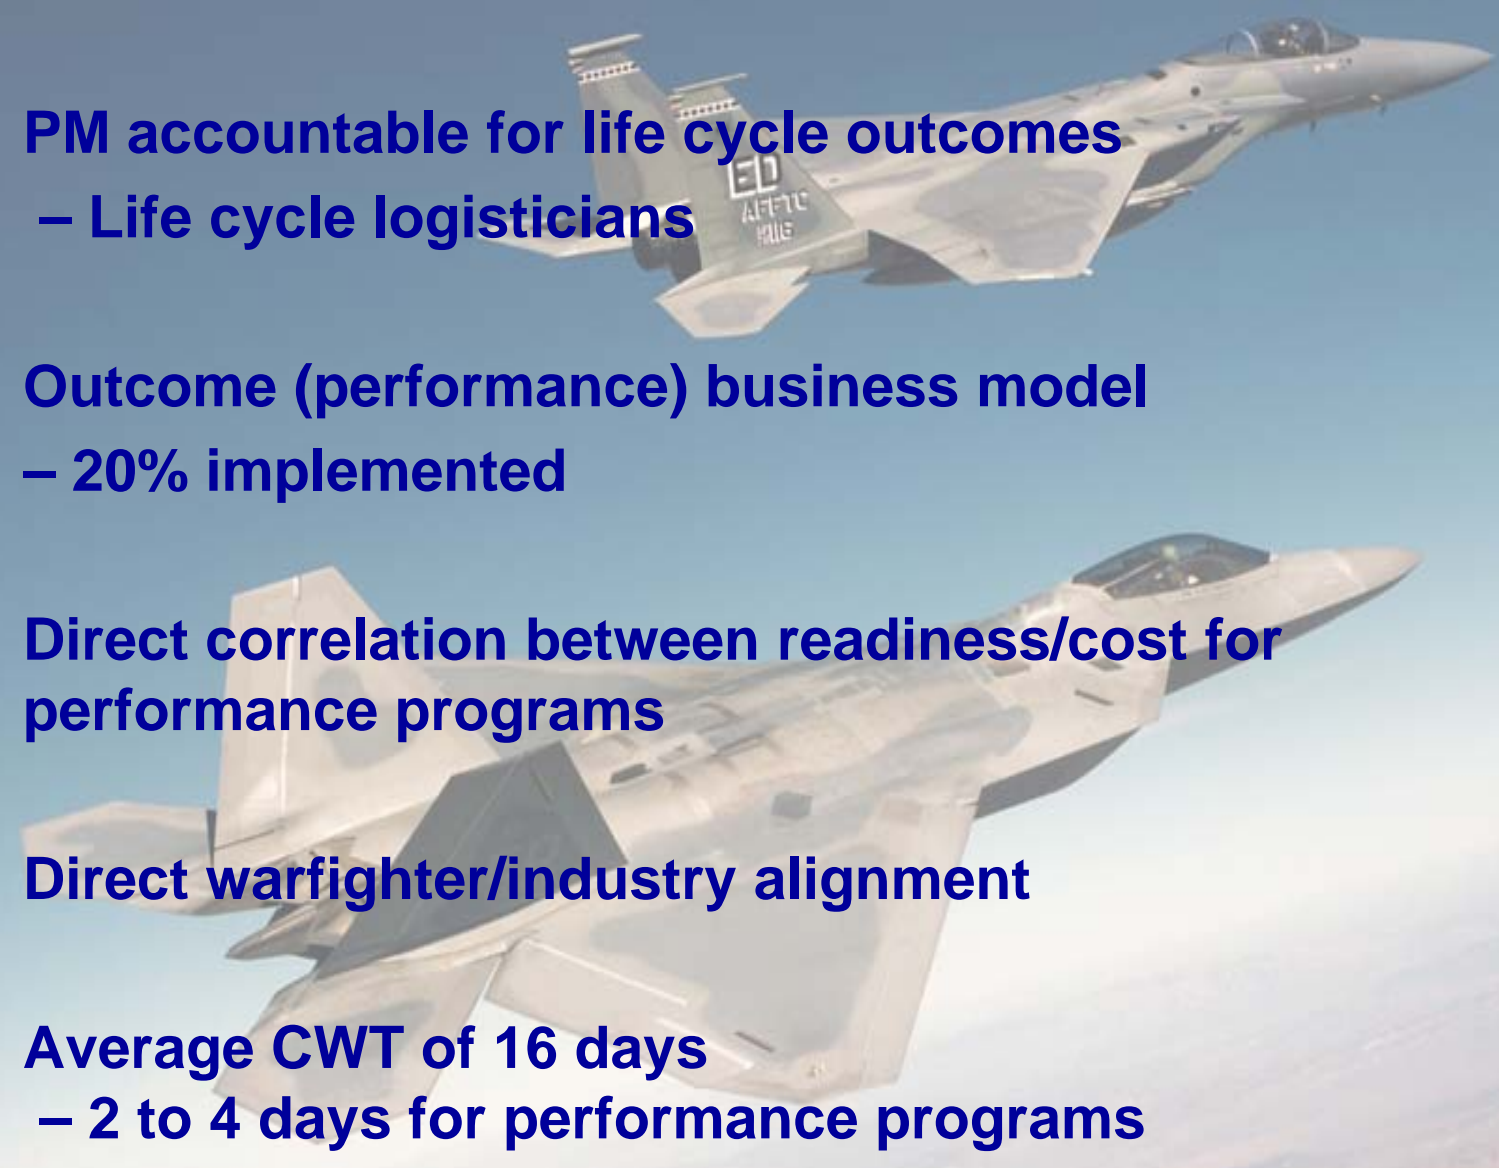 PM accountable for life cycle outcomes
– Life cycle logisticians
Outcome (performance) business model
– 20% implemented
Direct correlation between readiness/cost for
performance programs
Direct warfighter/industry alignment
Average CWT of 16 days
– 2 to 4 days for performance programs
ED
AFFTC